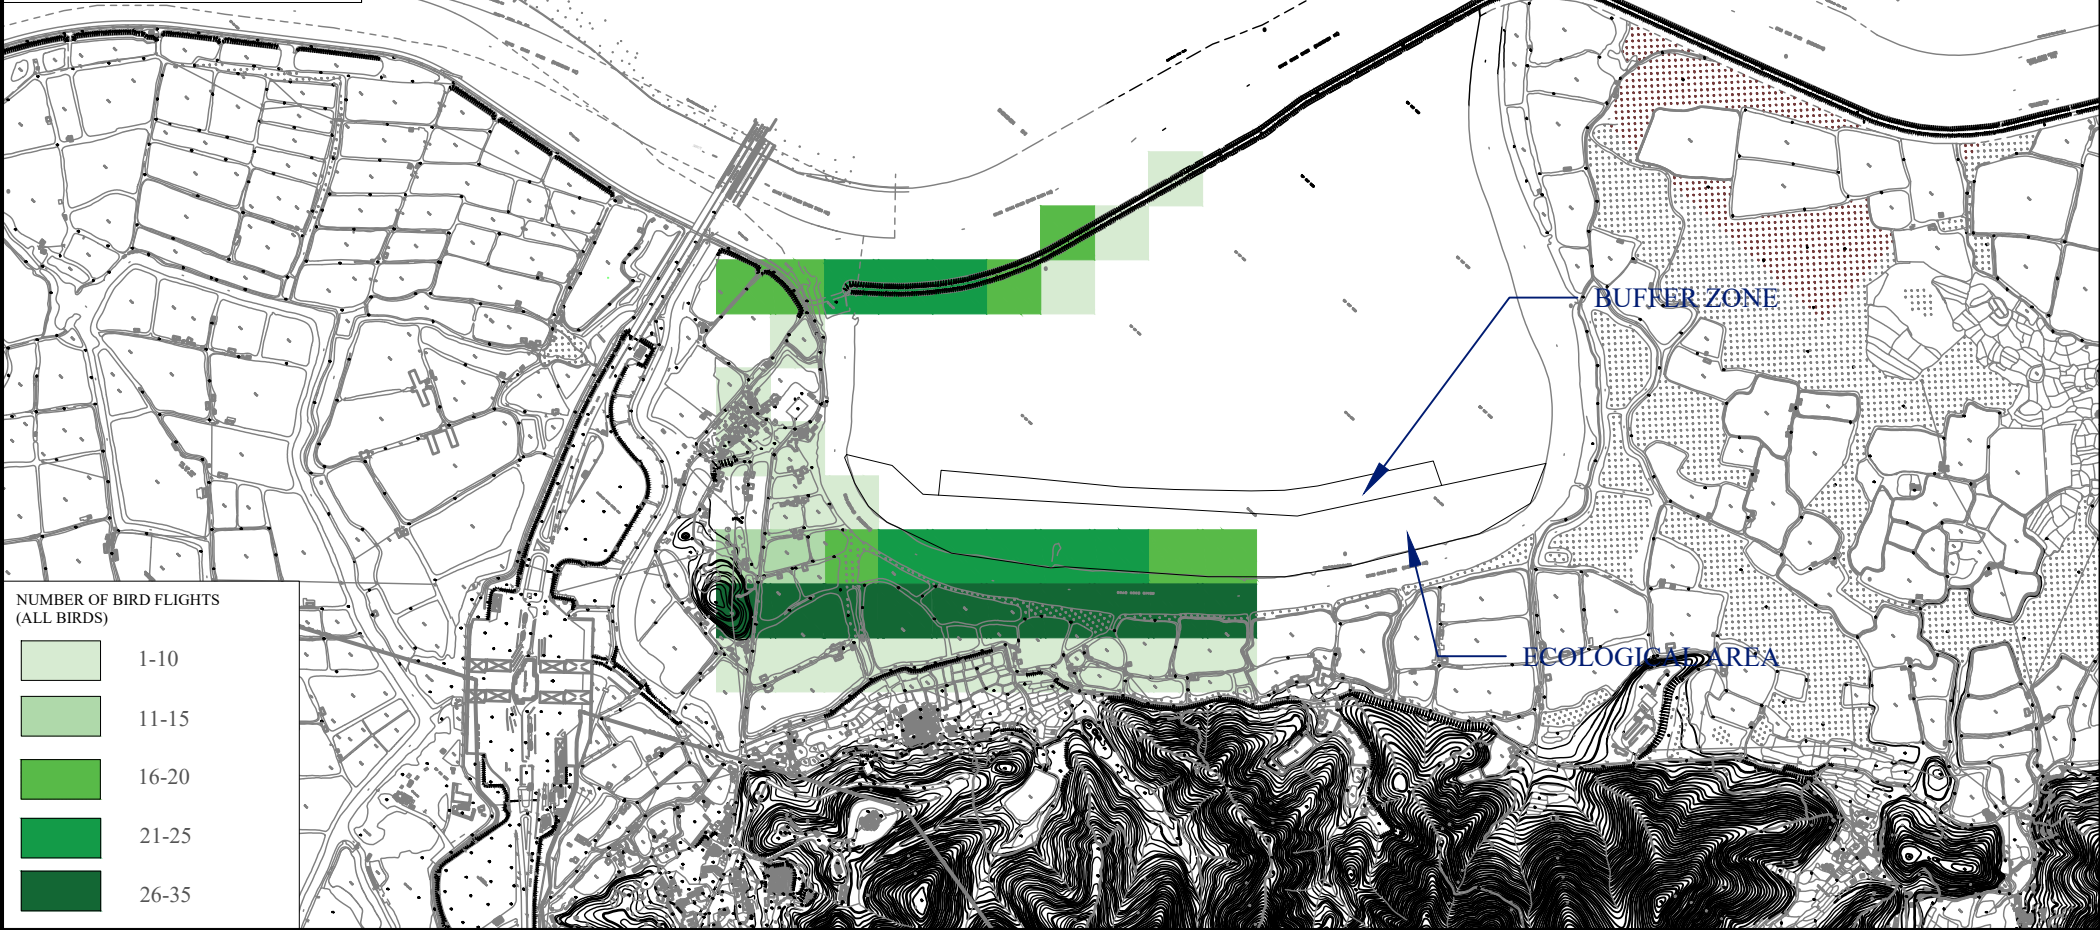 BUFFER ZONE
ECOLOGICAL AREA
NUMBER OF BIRD FLIGHTS
(ALL BIRDS)
1-10
11-15
16-20
21-25
26-35